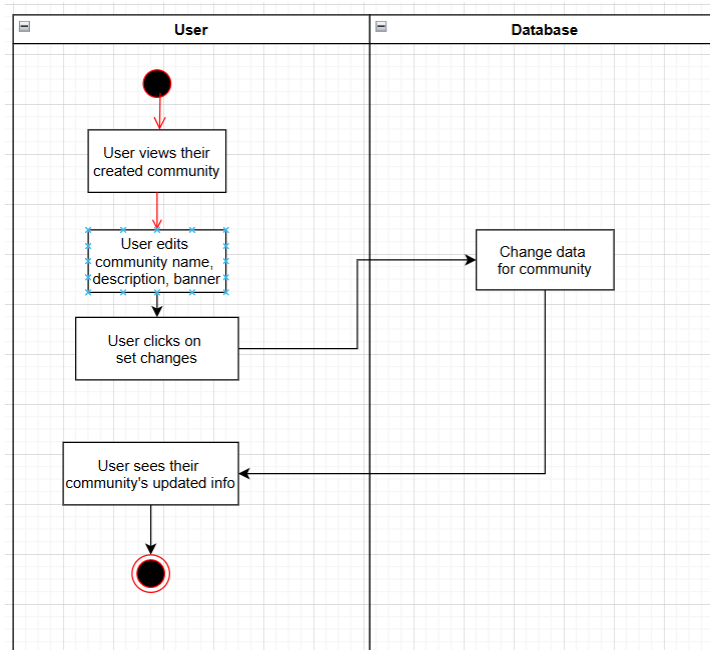 User
Database
User views their
created community
User edits
community name,
description, banner
Change data
for community
User clicks on
set changes
User sees their
community's updated info